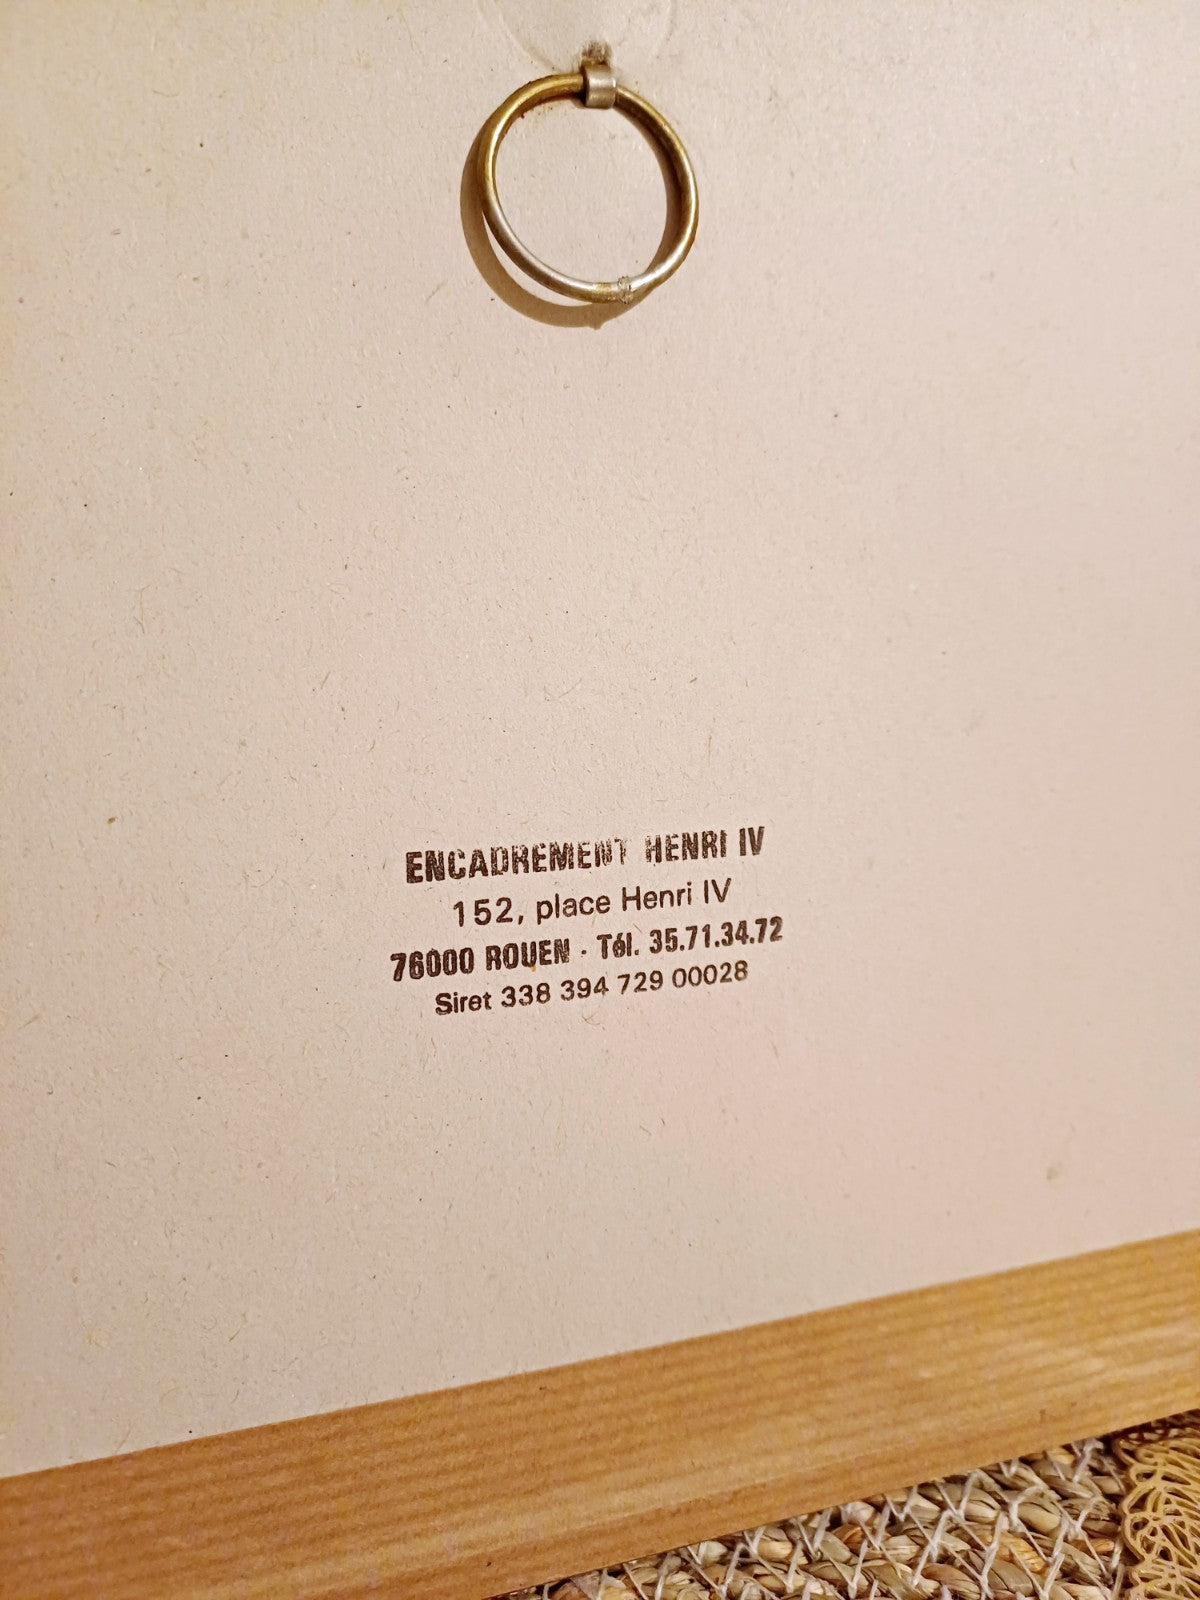 ENCADREMENT HENRI IV
152, place Henri IV
76000 ROUEN · Tél. 35.71.34.72
Siret 338 394 729 00028